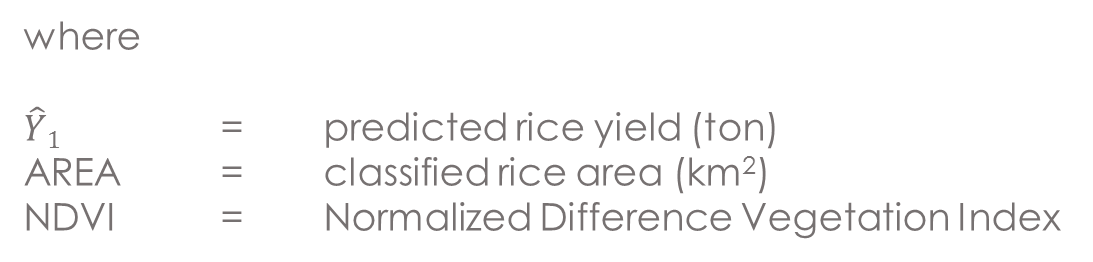 where
Ŷ₁ = predicted rice yield (ton)
AREA = classified rice area (km²)
NDVI = Normalized Difference Vegetation Index